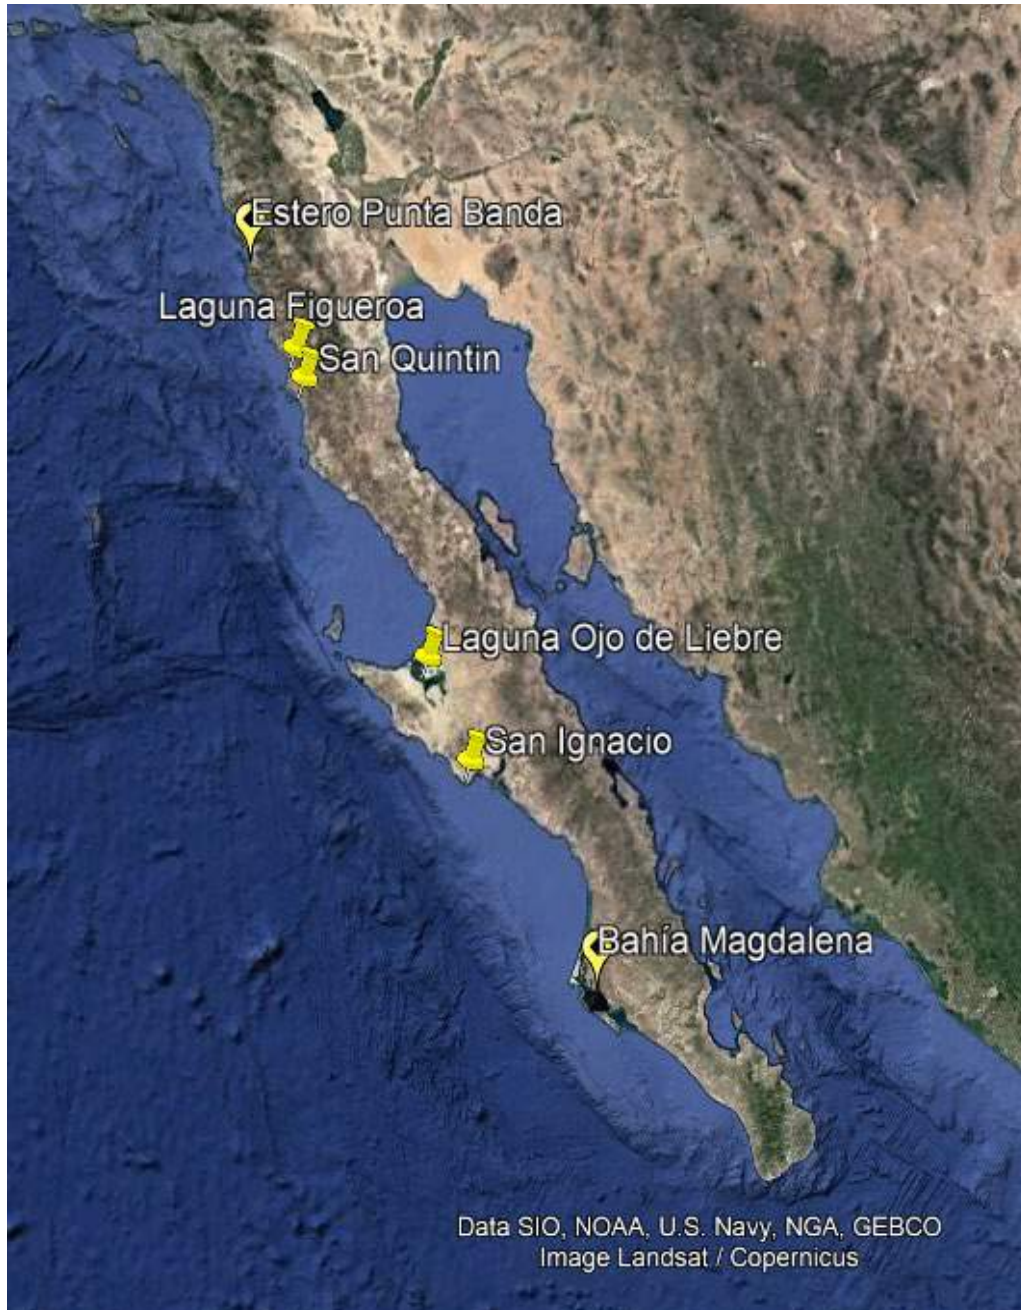 Estero Punta Banda
Laguna Figueroa
San Quintin
Laguna Ojo de Liebre
San Ignacio
Bahía Magdalena
Data SIO, NOAA, U.S. Navy, NGA, GEBCO
Image Landsat / Copernicus